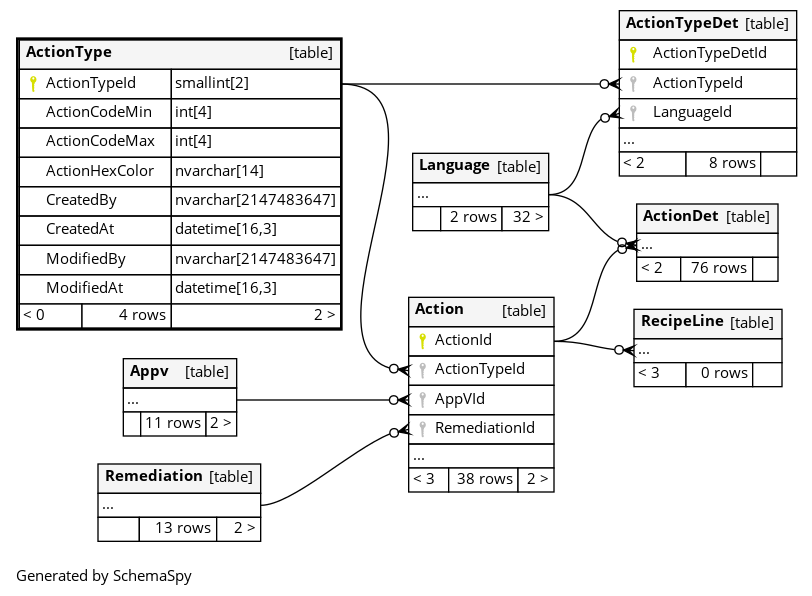 ActionType [table]
ActionTypeId smallint[2]
ActionCodeMin int[4]
ActionCodeMax int[4]
ActionHexColor nvarchar[14]
CreatedBy nvarchar[2147483647]
CreatedAt datetime[16,3]
ModifiedBy nvarchar[2147483647]
ModifiedAt datetime[16,3]
< 0 4 rows 2 >
ActionTypeDet [table]
ActionTypeDetId
ActionTypeId
LanguageId
...
< 2 8 rows
Language [table]
...
2 rows 32 >
ActionDet [table]
...
< 2 76 rows
Action [table]
ActionId
ActionTypeId
AppVId
RemediationId
...
< 3 38 rows 2 >
RecipeLine [table]
...
< 3 0 rows
Appv [table]
...
11 rows 2 >
Remediation [table]
...
13 rows 2 >
Generated by SchemaSpy